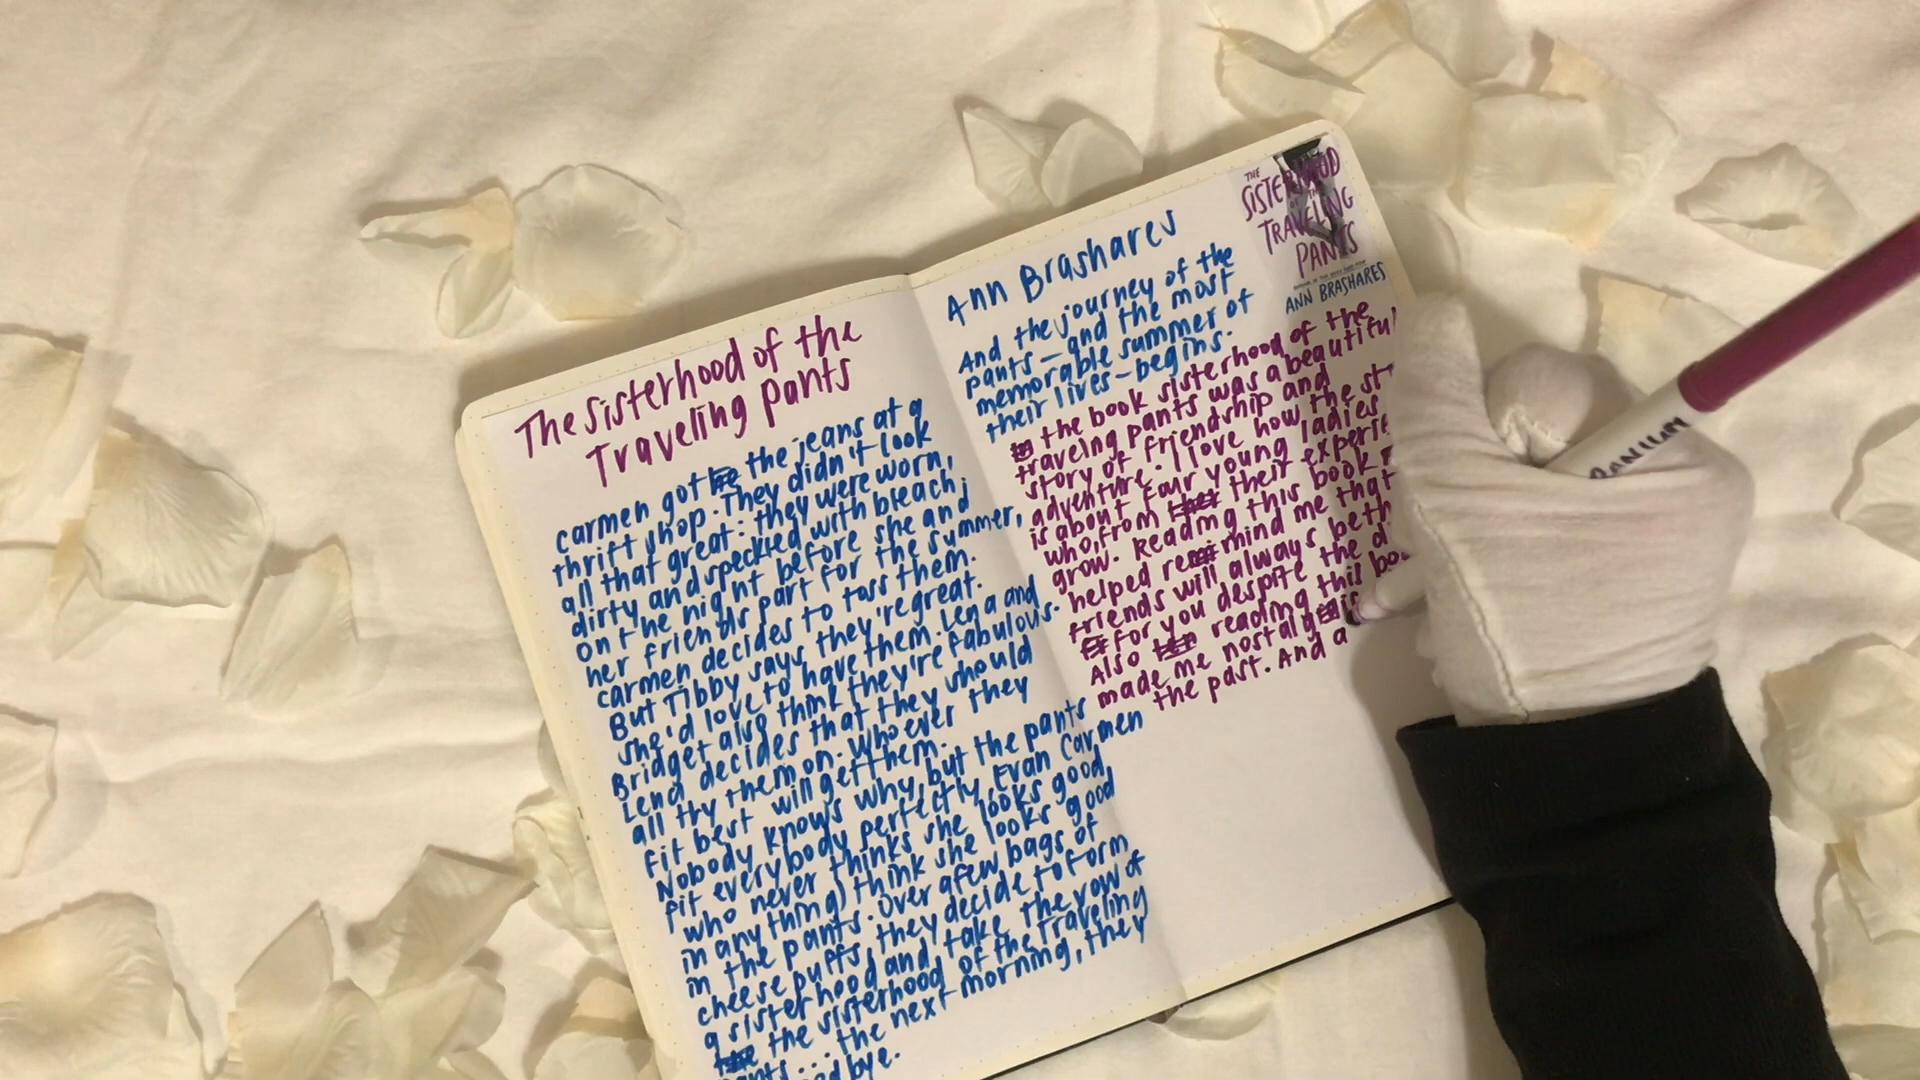 The Sisterhood of the
Traveling pants
carmen got the jeans at a
thrift shop. They didn't look
all that great: they were worn,
dirty and speckled with bleach;
on the night before she and
her friends part for the summer,
carmen decides to toss them.
But Tibby says they're great.
she'd love to have them. Lena and
Bridget also think they're fabulous.
Lena decides that they should
all try them on. Whoever they
fit best will get them.
Nobody knows why, but the pants
fit everybody perfectly, Evan Carmen
who never thinks she looks good
in any thing) think she looks good
in the pants. Over a few bags of
cheese puffs, they decide to form
a sisterhood and take the vow of
the sisterhood of the Traveling
pants... the next morning, they
bye.
Ann Brashares
And the journey of the
pants—and the most
memorable summer of
their lives—begins.
the book sisterhood of the
traveling pants was a beautiful
story of friendship and
adventure. I love how the st
is about four young ladies
who, from their experie
grow. Reading this book
helped remind me that
friends will always beth
for you despite the d
Also reading this bo
made me nostalgi
the past. And a
THE
SISTERHOOD
OF THE
TRAVELING
PANTS
ANN BRASHARES